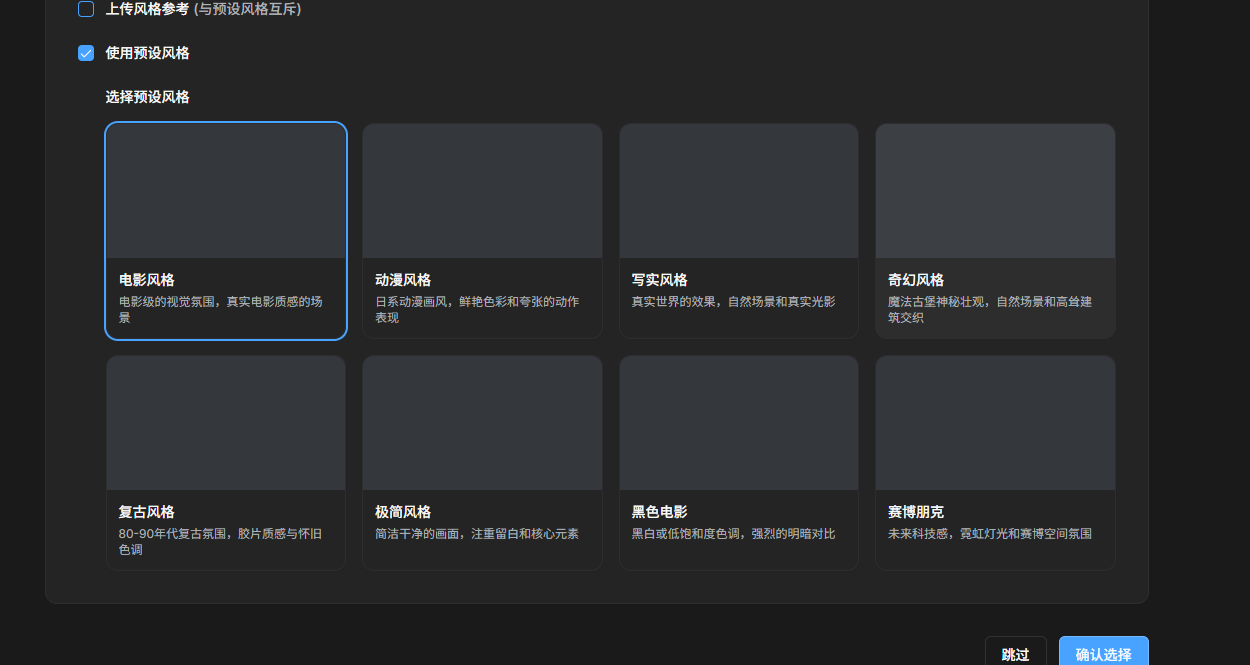 上传风格参考 (与预设风格互斥)
使用预设风格
选择预设风格
电影风格
电影级的视觉氛围，真实电影质感的场
景
动漫风格
日系动漫画风，鲜艳色彩和夸张的动作
表现
写实风格
真实世界的效果，自然场景和真实光影
奇幻风格
魔法古堡神秘壮观，自然场景和高耸建
筑交织
复古风格
80-90年代复古氛围，胶片质感与怀旧
色调
极简风格
简洁干净的画面，注重留白和核心元素
黑色电影
黑白或低饱和度色调，强烈的明暗对比
赛博朋克
未来科技感，霓虹灯光和赛博空间氛围
跳过
确认选择